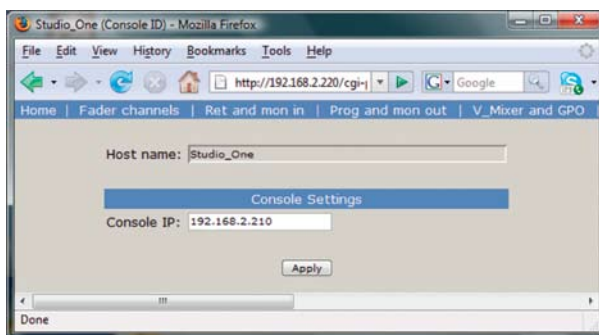 Studio_One (Console ID) - Mozilla Firefox
File Edit View History Bookmarks Tools Help
http://192.168.2.220/cgi- Google
Home | Fader channels | Ret and mon in | Prog and mon out | V_Mixer and GPO
Host name: Studio_One
Console Settings
Console IP: 192.168.2.210
Apply
Done